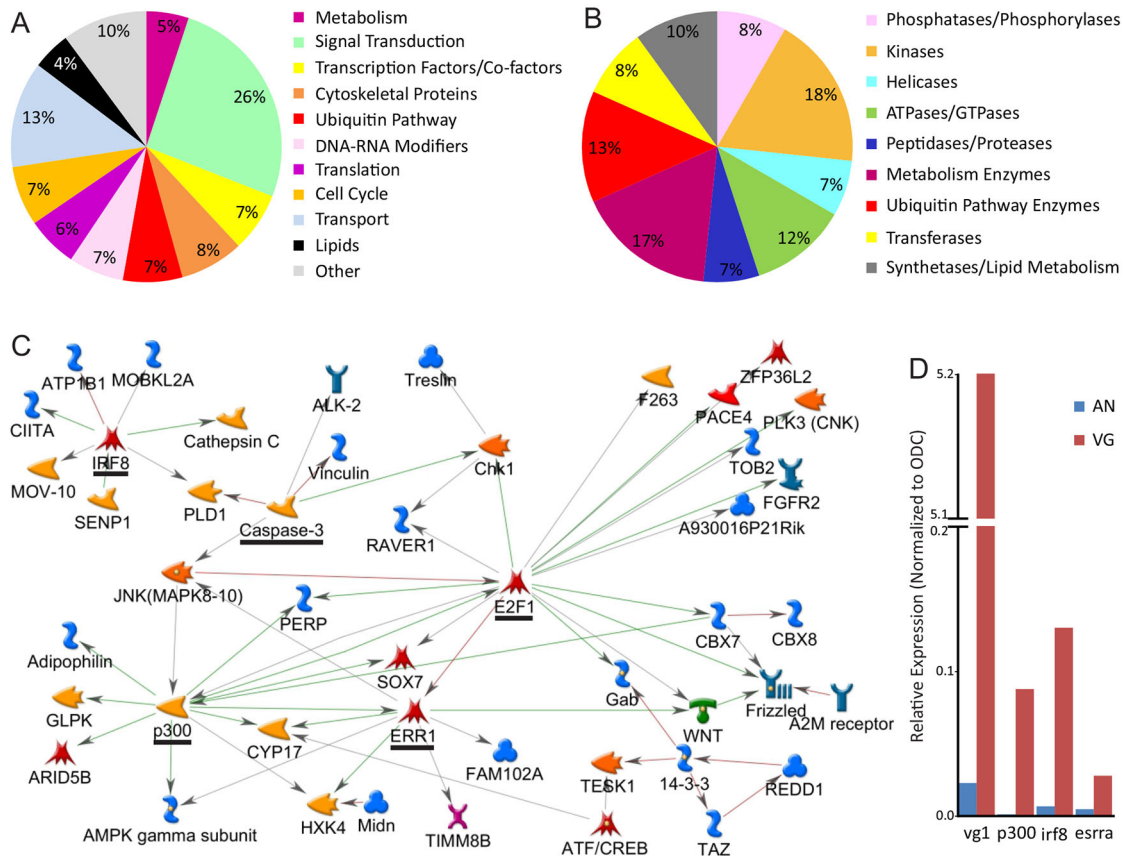 A
10%
5%
4%
26%
13%
7%
7%
6%
8%
7%
7%
Metabolism
Signal Transduction
Transcription Factors/Co-factors
Cytoskeletal Proteins
Ubiquitin Pathway
DNA-RNA Modifiers
Translation
Cell Cycle
Transport
Lipids
Other
B
10%
8%
8%
18%
13%
7%
17%
12%
7%
Phosphatases/Phosphorylases
Kinases
Helicases
ATPases/GTPases
Peptidases/Proteases
Metabolism Enzymes
Ubiquitin Pathway Enzymes
Transferases
Synthetases/Lipid Metabolism
C
ATP1B1
MOBKL2A
Treslin
ZFP36L2
CIITA
ALK-2
F263
PACE4
PLK3 (CNK)
Cathepsin C
IRF8
Vinculin
Chk1
TOB2
MOV-10
FGFR2
SENP1
PLD1
Caspase-3
RAVER1
A930016P21Rik
JNK(MAPK8-10)
PERP
E2F1
CBX7
CBX8
Adipophilin
SOX7
Gab
Frizzled
A2M receptor
GLPK
p300
CYP17
ERR1
WNT
ARID5B
FAM102A
TESK1
14-3-3
REDD1
AMPK gamma subunit
HXK4
Midn
TIMM8B
ATF/CREB
TAZ
D
Relative Expression (Normalized to ODC)
5.2
5.1
0.2
0.1
0.0
AN
VG
vg1
p300
irf8
esrra